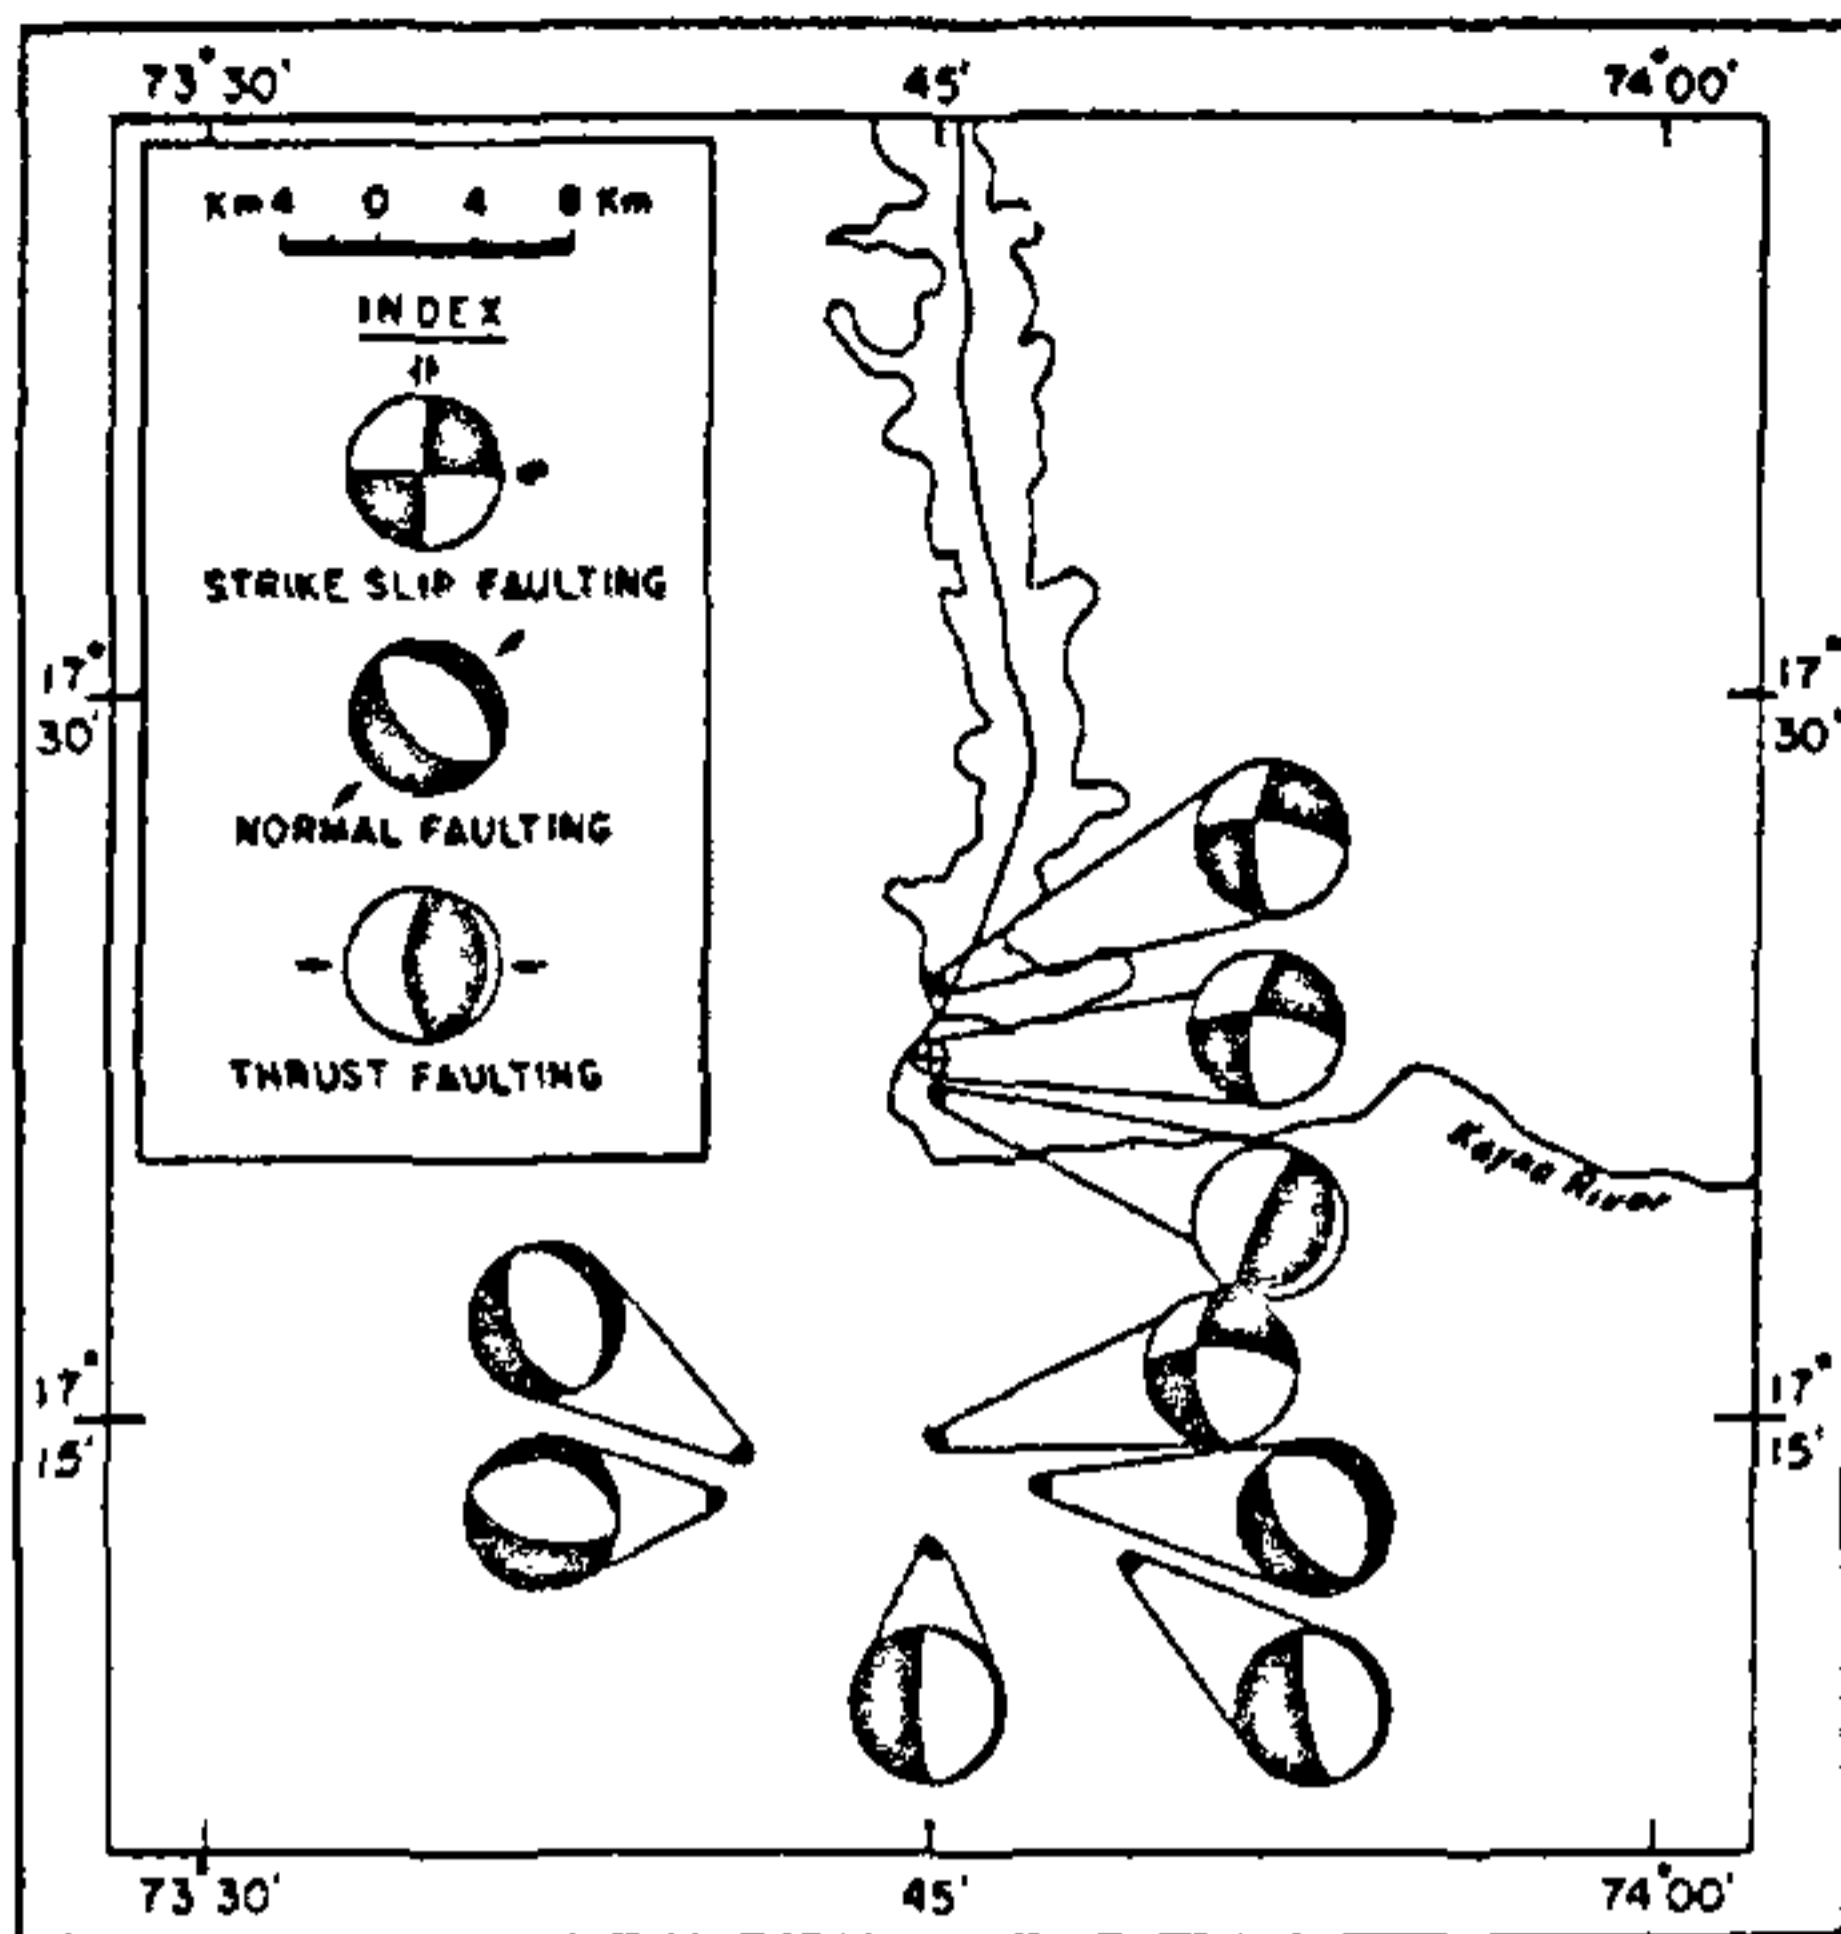 73°30' 45' 74°00'
Km 4 0 4 8 Km
INDEX
STRIKE SLIP FAULTING
NORMAL FAULTING
THRUST FAULTING
17°
30'
17°
30'
Koyna River
17°
15'
17°
15'
73°30' 45' 74°00'